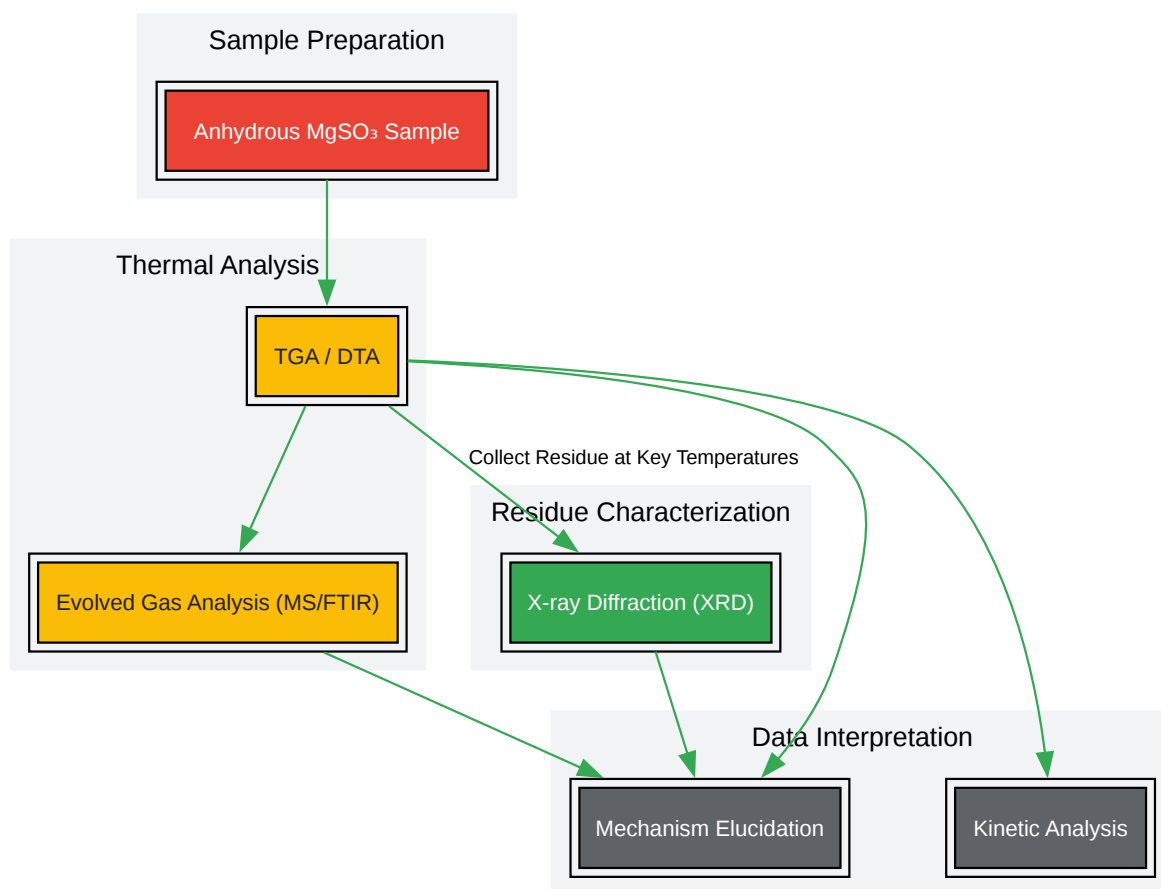 Sample Preparation
Anhydrous MgSO₃ Sample
Thermal Analysis
TGA / DTA
Collect Residue at Key Temperatures
Residue Characterization
Evolved Gas Analysis (MS/FTIR)
X-ray Diffraction (XRD)
Data Interpretation
Mechanism Elucidation
Kinetic Analysis